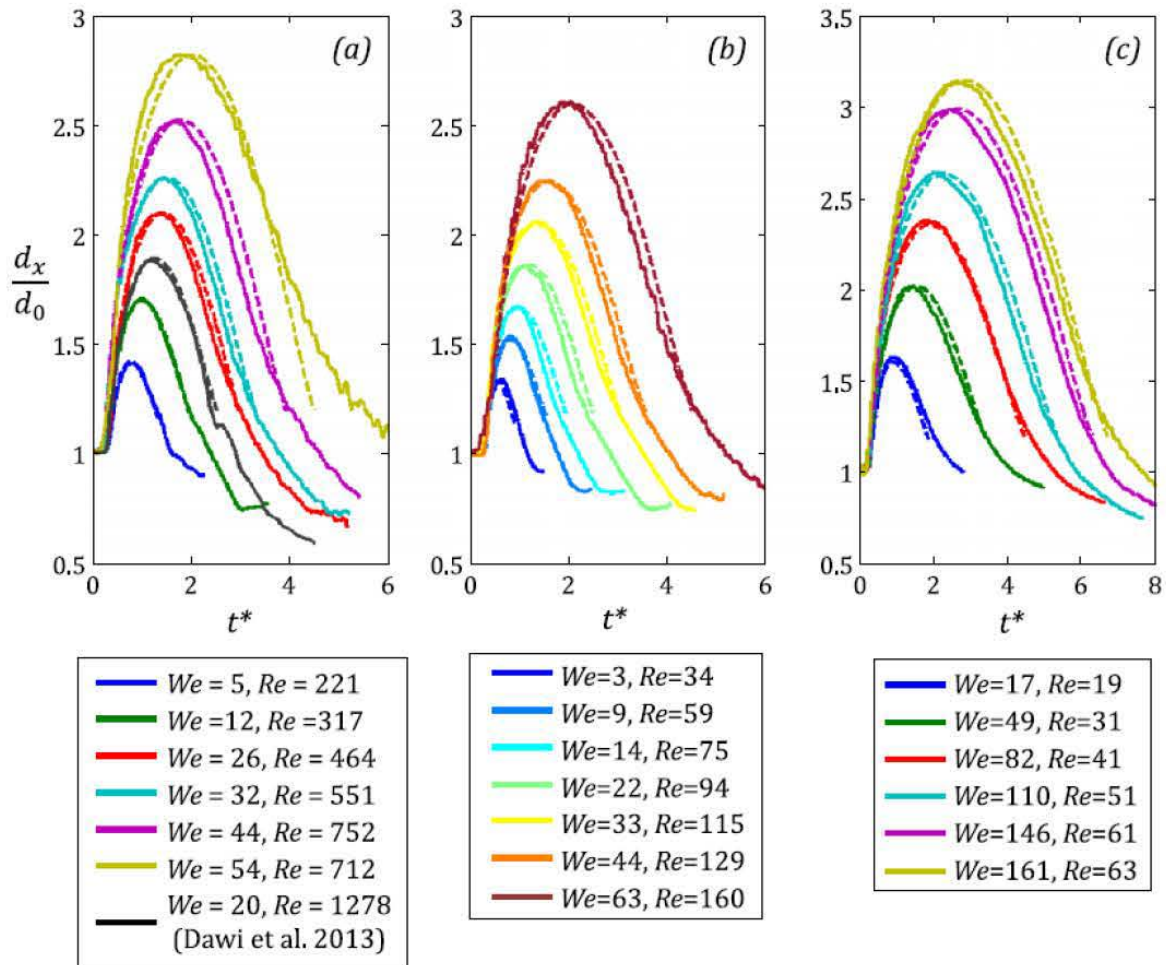 3
2.5
2
1.5
1
0.5
0
2
4
6
(a)
d_x
d_0
t*
2
4
6
3
2.5
2
1.5
1
0.5
0
(b)
t*
3.5
3
2.5
2
1.5
1
0.5
0
2
4
6
8
(c)
t*
We = 5, Re = 221
We =12, Re =317
We = 26, Re = 464
We = 32, Re = 551
We = 44, Re = 752
We = 54, Re = 712
We = 20, Re = 1278
(Dawi et al. 2013)
We=3, Re=34
We=9, Re=59
We=14, Re=75
We=22, Re=94
We=33, Re=115
We=44, Re=129
We=63, Re=160
We=17, Re=19
We=49, Re=31
We=82, Re=41
We=110, Re=51
We=146, Re=61
We=161, Re=63